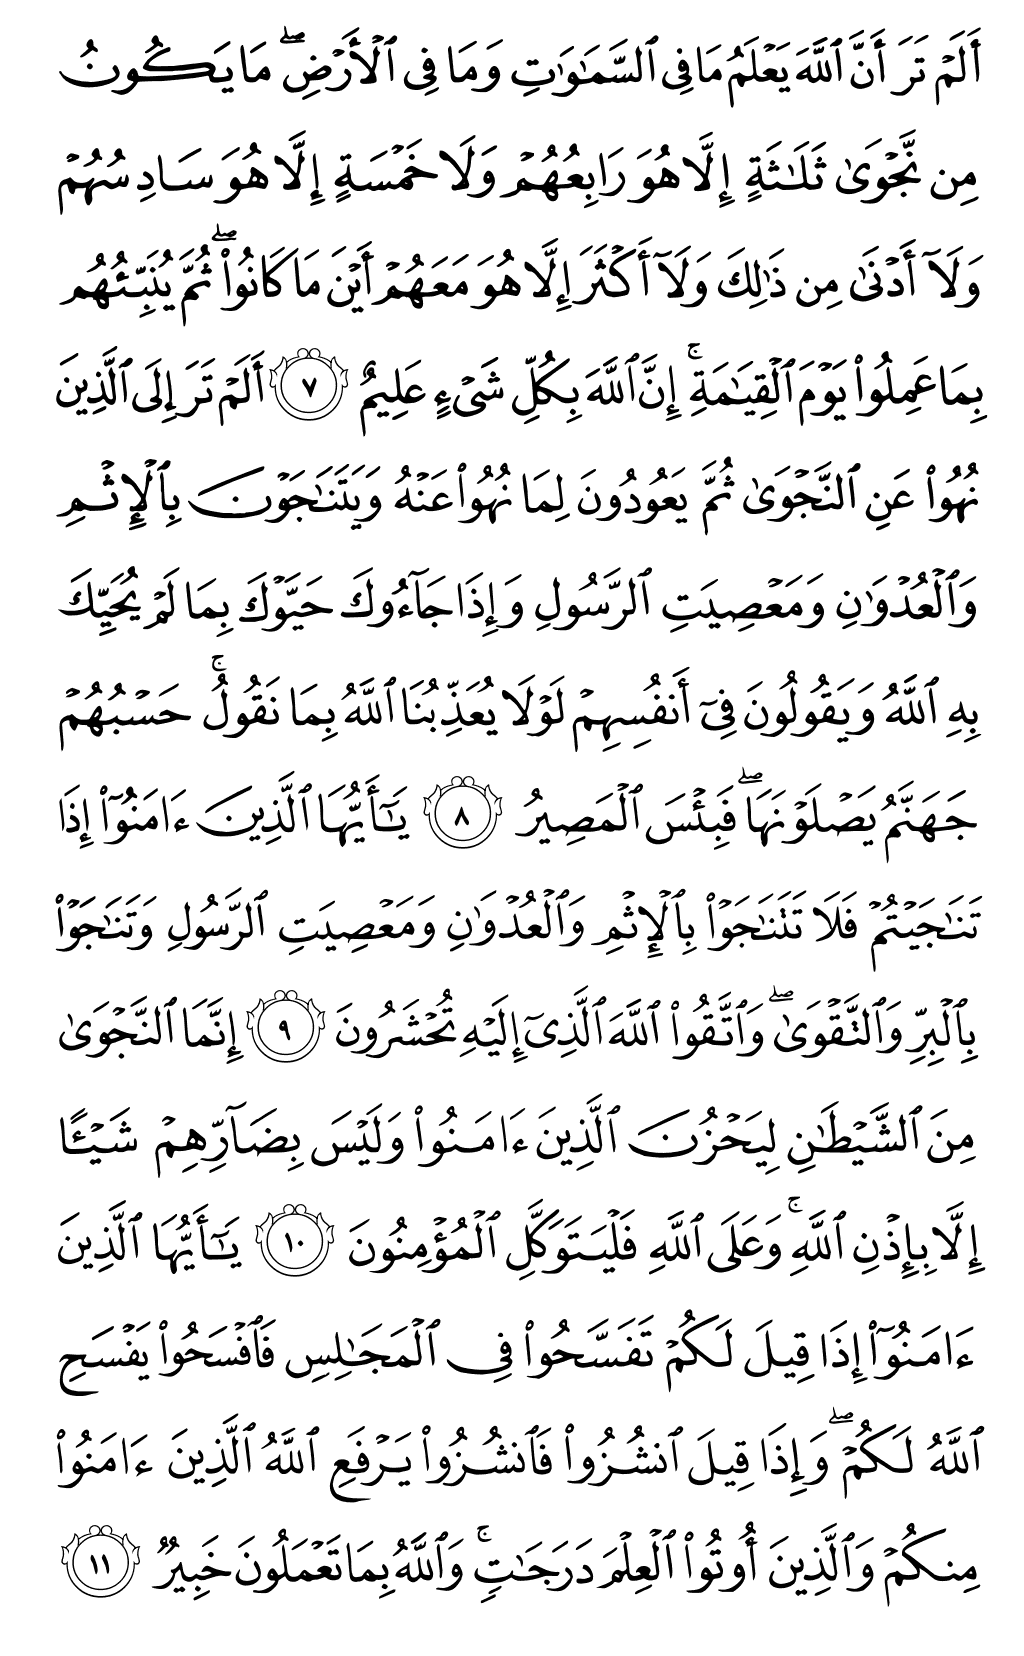 أَلَمۡ تَرَ أَنَّ ٱللَّهَ يَعۡلَمُ مَا فِي ٱلسَّمَٰوَٰتِ وَمَا فِي ٱلۡأَرۡضِۖ مَا يَكُونُ
مِن نَّجۡوَىٰ ثَلَٰثَةٍ إِلَّا هُوَ رَابِعُهُمۡ وَلَا خَمۡسَةٍ إِلَّا هُوَ سَادِسُهُمۡ
وَلَآ أَدۡنَىٰ مِن ذَٰلِكَ وَلَآ أَكۡثَرَ إِلَّا هُوَ مَعَهُمۡ أَيۡنَ مَا كَانُواْۖ ثُمَّ يُنَبِّئُهُم
بِمَا عَمِلُواْ يَوۡمَ ٱلۡقِيَٰمَةِۚ إِنَّ ٱللَّهَ بِكُلِّ شَيۡءٍ عَلِيمٌ ٧ أَلَمۡ تَرَ إِلَى ٱلَّذِينَ
نُهُواْ عَنِ ٱلنَّجۡوَىٰ ثُمَّ يَعُودُونَ لِمَا نُهُواْ عَنۡهُ وَيَتَنَٰجَوۡنَ بِٱلۡإِثۡمِ
وَٱلۡعُدۡوَٰنِ وَمَعۡصِيَتِ ٱلرَّسُولِ وَإِذَا جَآءُوكَ حَيَّوۡكَ بِمَا لَمۡ يُحَيِّكَ
بِهِ ٱللَّهُ وَيَقُولُونَ فِيٓ أَنفُسِهِمۡ لَوۡلَا يُعَذِّبُنَا ٱللَّهُ بِمَا نَقُولُۚ حَسۡبُهُمۡ
جَهَنَّمُ يَصۡلَوۡنَهَاۖ فَبِئۡسَ ٱلۡمَصِيرُ ٨ يَٰٓأَيُّهَا ٱلَّذِينَ ءَامَنُوٓاْ إِذَا
تَنَٰجَيۡتُمۡ فَلَا تَتَنَٰجَوۡاْ بِٱلۡإِثۡمِ وَٱلۡعُدۡوَٰنِ وَمَعۡصِيَتِ ٱلرَّسُولِ وَتَنَٰجَوۡاْ
بِٱلۡبِرِّ وَٱلتَّقۡوَىٰۖ وَٱتَّقُواْ ٱللَّهَ ٱلَّذِيٓ إِلَيۡهِ تُحۡشَرُونَ ٩ إِنَّمَا ٱلنَّجۡوَىٰ
مِنَ ٱلشَّيۡطَٰنِ لِيَحۡزُنَ ٱلَّذِينَ ءَامَنُواْ وَلَيۡسَ بِضَآرِّهِمۡ شَيۡـًٔا
إِلَّا بِإِذۡنِ ٱللَّهِۚ وَعَلَى ٱللَّهِ فَلۡيَتَوَكَّلِ ٱلۡمُؤۡمِنُونَ ١٠ يَٰٓأَيُّهَا ٱلَّذِينَ
ءَامَنُوٓاْ إِذَا قِيلَ لَكُمۡ تَفَسَّحُواْ فِي ٱلۡمَجَٰلِسِ فَٱفۡسَحُواْ يَفۡسَحِ
ٱللَّهُ لَكُمۡۖ وَإِذَا قِيلَ ٱنشُزُواْ فَٱنشُزُواْ يَرۡفَعِ ٱللَّهُ ٱلَّذِينَ ءَامَنُواْ
مِنكُمۡ وَٱلَّذِينَ أُوتُواْ ٱلۡعِلۡمَ دَرَجَٰتٖۚ وَٱللَّهُ بِمَا تَعۡمَلُونَ خَبِيرٞ ١١